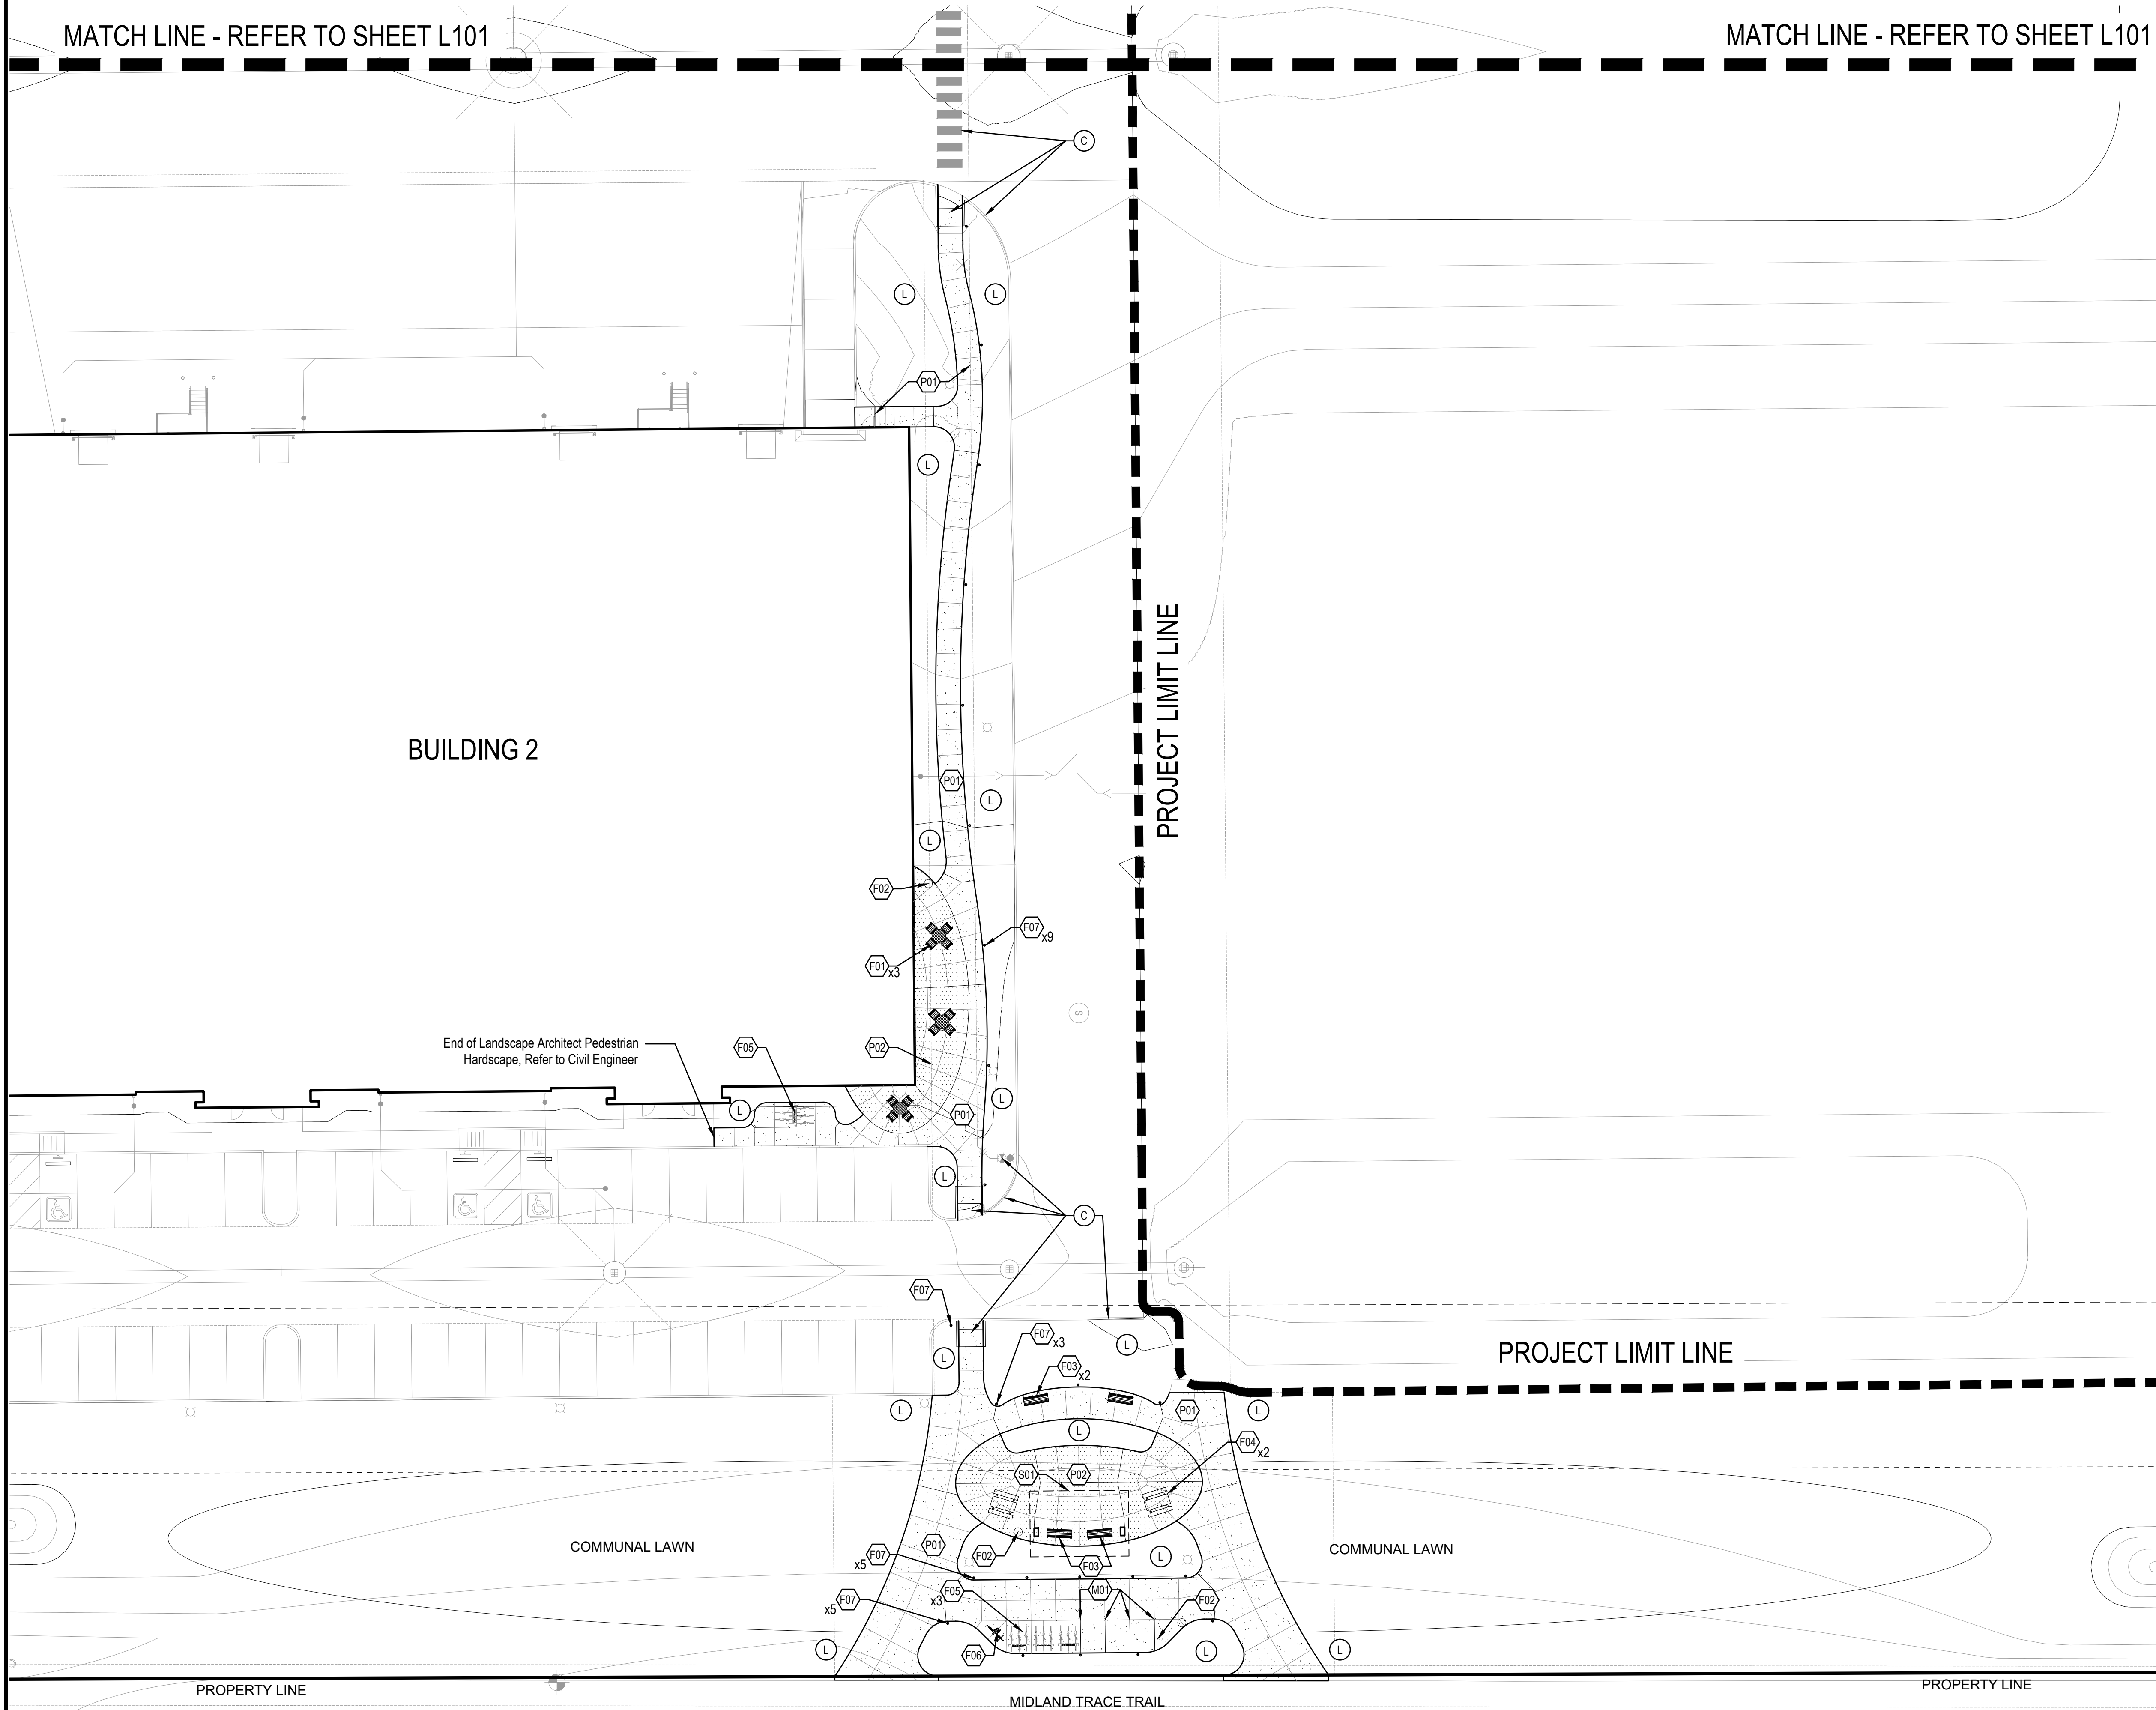 MATCH LINE - REFER TO SHEET L101
MATCH LINE - REFER TO SHEET L101
C
L
L
P01
L
PROJECT LIMIT LINE
BUILDING 2
P01
L
L
F02
F07
x9
F01
x3
S
End of Landscape Architect Pedestrian
Hardscape, Refer to Civil Engineer
F05
P02
L
P01
L
L
C
F07
F07
x3
L
PROJECT LIMIT LINE
L
F03
x2
L
P01
L
L
F04
x2
S01
P02
COMMUNAL LAWN
P01
COMMUNAL LAWN
F07
x5
F02
F03
L
F05
x3
M01
F07
x5
F02
L
F06
L
L
PROPERTY LINE
PROPERTY LINE
MIDLAND TRACE TRAIL